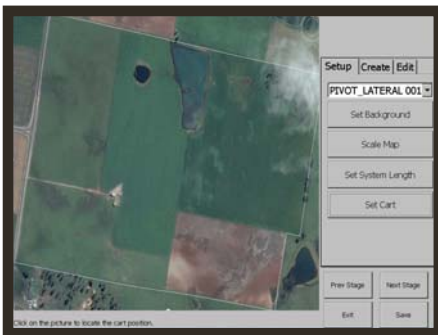 Setup Create Edit
PIVOT_LATERAL 001
Set Background
Scale Map
Set System Length
Set Cart
Prev Stage Next Stage
Exit Save
Click on the picture to locate the cart position.